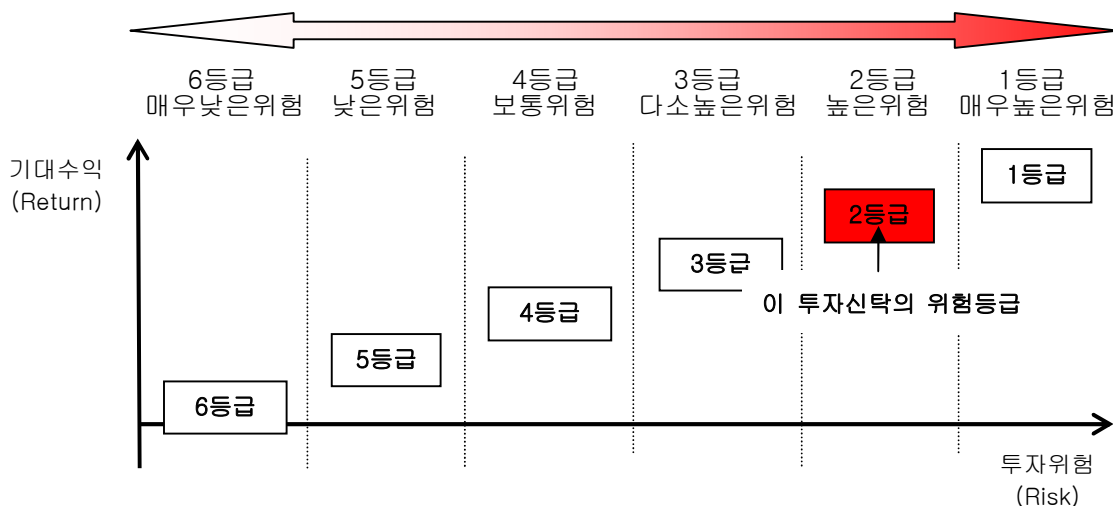 6등급
매우낮은위험
5등급
낮은위험
4등급
보통위험
3등급
다소높은위험
2등급
높은위험
1등급
매우높은위험
기대수익
(Return)
1등급
2등급
3등급
이 투자신탁의 위험등급
4등급
5등급
6등급
투자위험
(Risk)